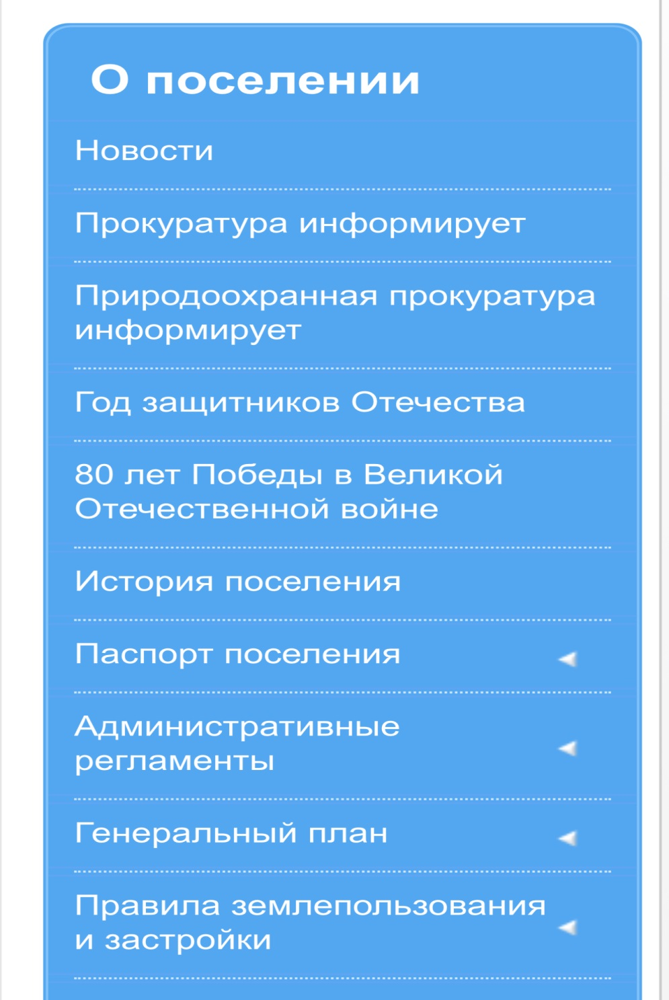 О поселении
Новости
Прокуратура информирует
Природоохранная прокуратура
информирует
Год защитников Отечества
80 лет Победы в Великой
Отечественной войне
История поселения
Паспорт поселения
Административные
регламенты
Генеральный план
Правила землепользования
и застройки